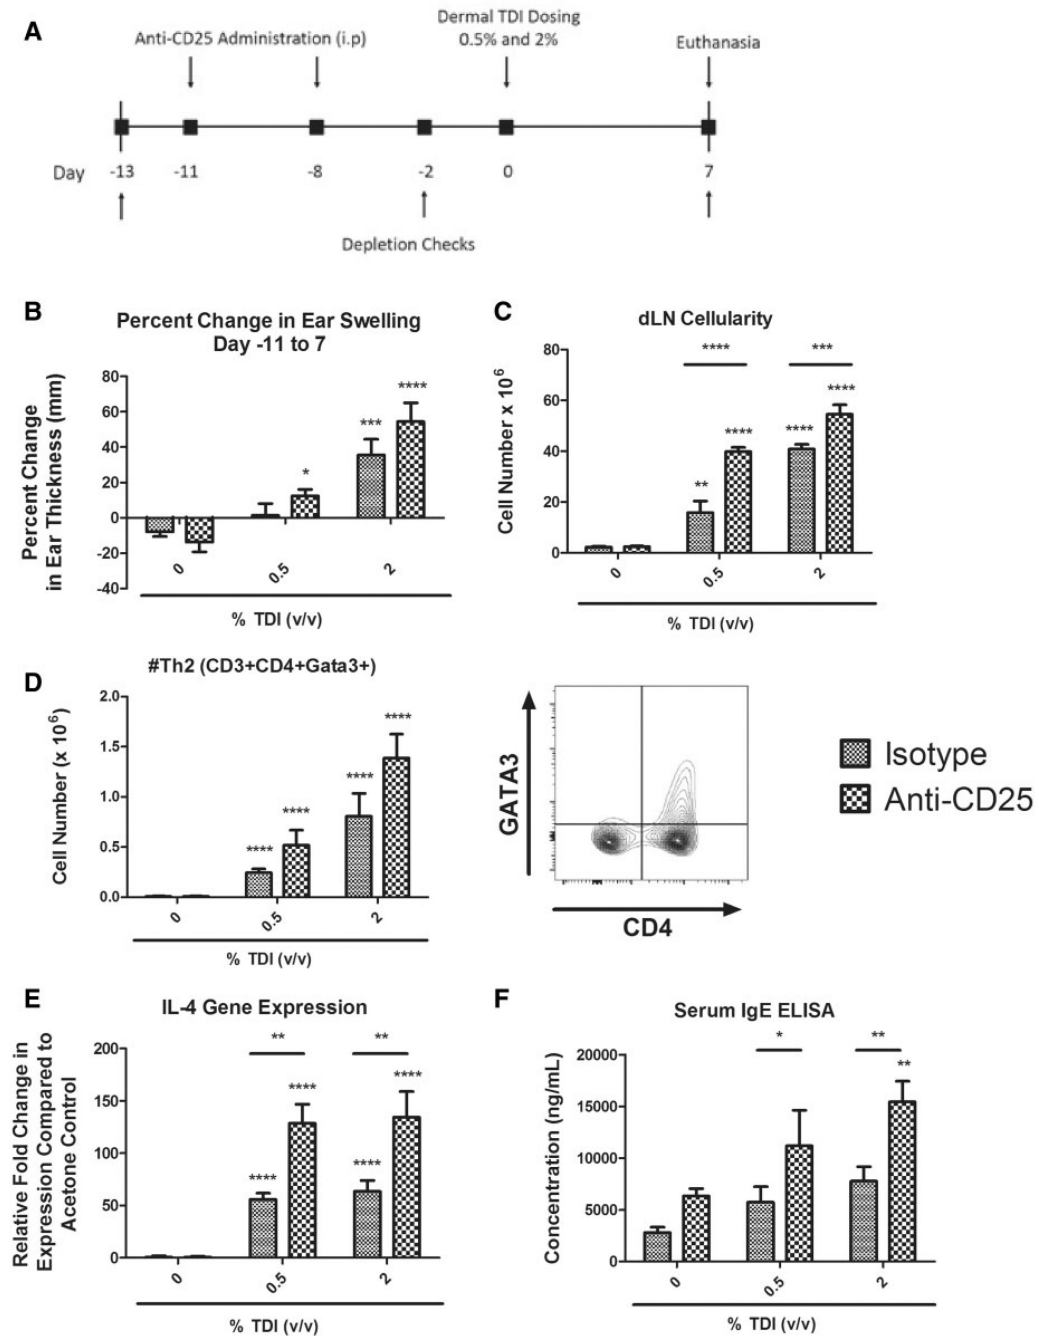 A
Anti-CD25 Administration (i.p)
Dermal TDI Dosing
0.5% and 2%
Euthanasia
Day -13 -11 -8 -2 0 7
Depletion Checks
B
Percent Change in Ear Swelling
Day -11 to 7
Percent Change
in Ear Thickness (mm)
80
60
40
20
0
-20
-40
*
***
****
0 0.5 2
% TDI (v/v)
C
dLN Cellularity
Cell Number x 10⁶
80
60
40
20
0
**** ***
** **** **** ****
0 0.5 2
% TDI (v/v)
D
#Th2 (CD3+CD4+Gata3+)
Cell Number (x 10⁶)
2.0
1.5
1.0
0.5
0.0
**** **** **** ****
0 0.5 2
% TDI (v/v)
GATA3
CD4
Isotype
Anti-CD25
E
IL-4 Gene Expression
Relative Fold Change in
Expression Compared to
Acetone Control
200
150
100
50
0
** **
**** **** **** ****
0 0.5 2
% TDI (v/v)
F
Serum IgE ELISA
Concentration (ng/mL)
20000
15000
10000
5000
0
* **
**
0 0.5 2
% TDI (v/v)